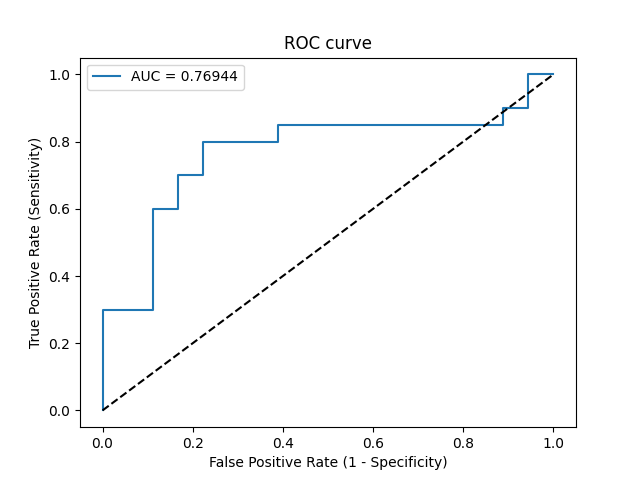 ROC curve
AUC = 0.76944
True Positive Rate (Sensitivity)
1.0
0.8
0.6
0.4
0.2
0.0
0.0 0.2 0.4 0.6 0.8 1.0
False Positive Rate (1 - Specificity)